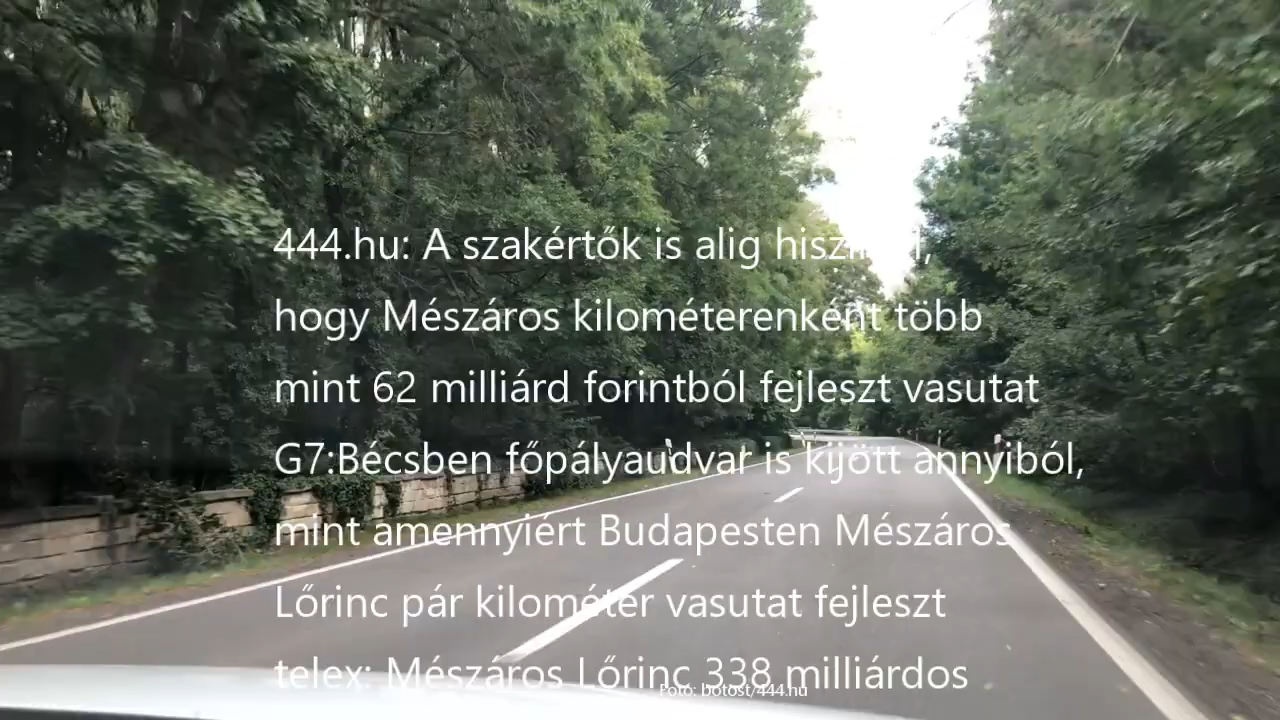 444.hu: A szakértők is alig
hogy Mészáros kilométerenként több
mint 62 milliárd forintból fejleszt vasutat
G7:Bécsben főpályaudvar is kijött annyiból,
mint amennyiért Budapesten Mészáros
Lőrinc pár kilométer vasutat fejleszt
telex: Mészáros Lőrinc 338 milliárdos
Fotó: botost/444.hu